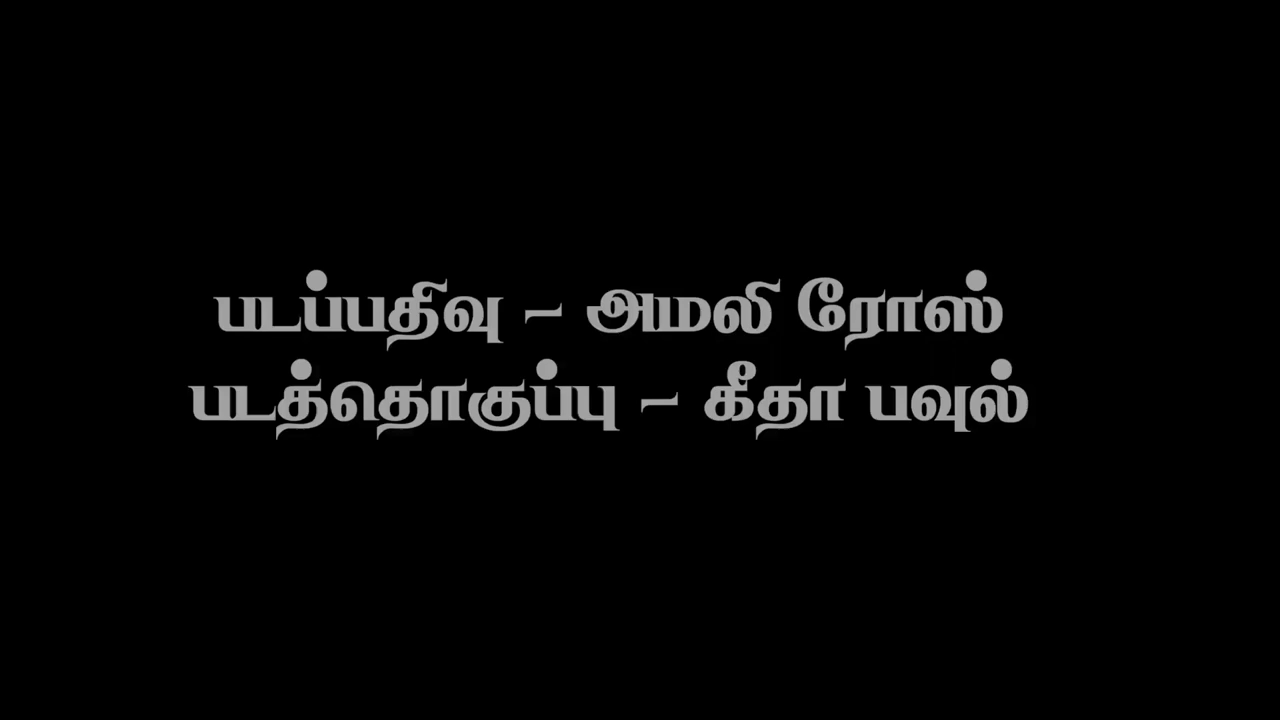 படப்பதிவு - அமலி ரோஸ்
படத்தொகுப்பு - கீதா பவுல்